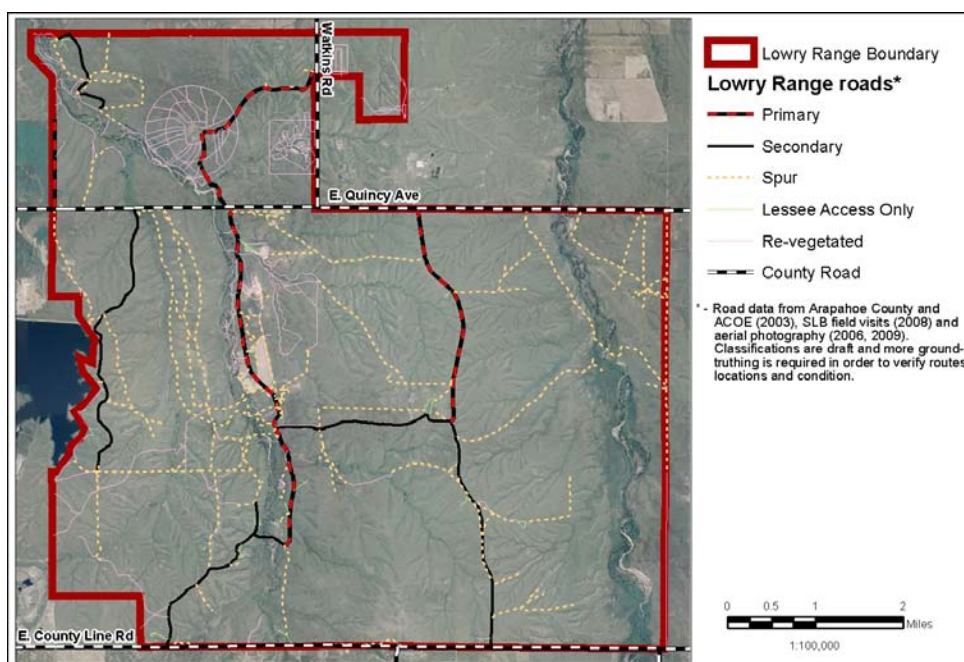 Watkins Rd
E. Quincy Ave
E. County Line Rd
Lowry Range Boundary
Lowry Range roads*
Primary
Secondary
Spur
Lessee Access Only
Re-vegetated
County Road
* - Road data from Arapahoe County and
ACOE (2003), SLB field visits (2008) and
aerial photography (2006, 2009).
Classifications are draft and more ground-
truthing is required in order to verify routes
locations and condition.
0 0.5 1 2
Miles
1:100,000